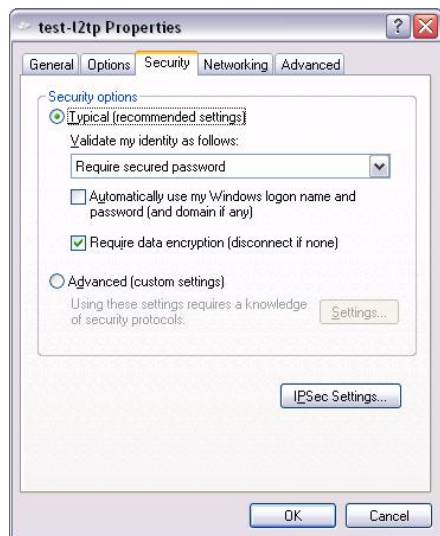 test-l2tp Properties
General Options Security Networking Advanced
Security options
Typical (recommended settings)
Validate my identity as follows:
Require secured password
Automatically use my Windows logon name and
password (and domain if any)
Require data encryption (disconnect if none)
Advanced (custom settings)
Using these settings requires a knowledge
of security protocols.
Settings...
IPSec Settings...
OK Cancel